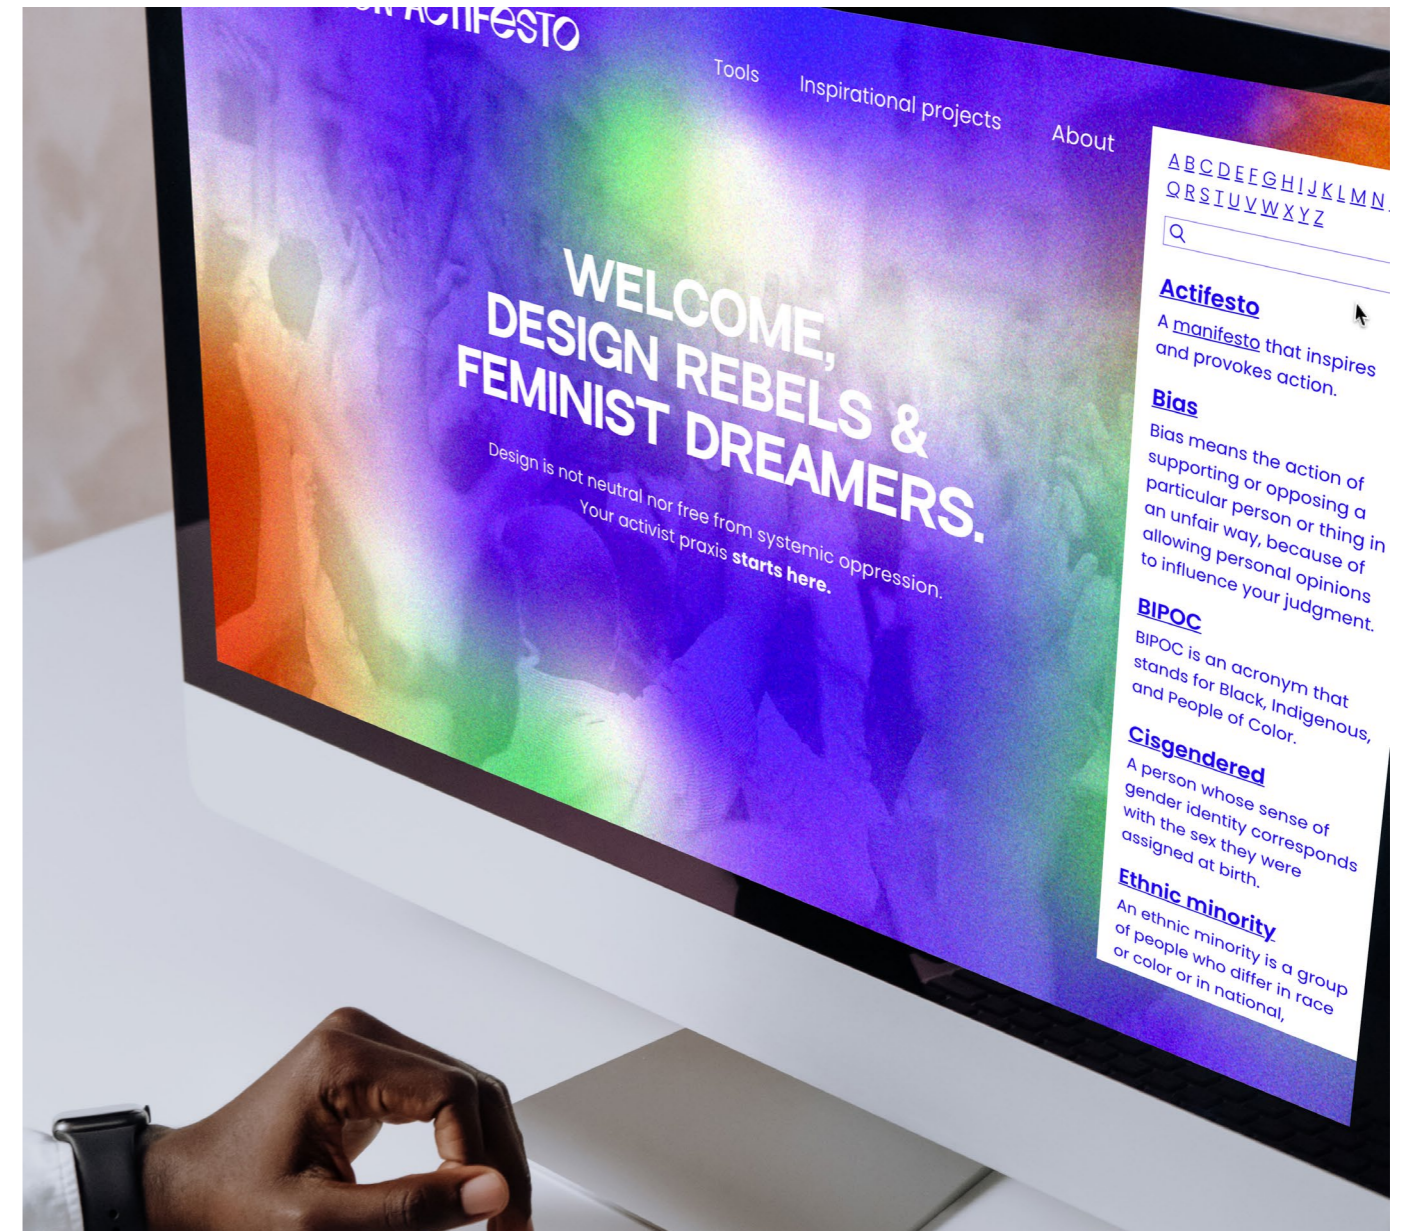 ACTIFESTO
Tools
Inspirational projects
About
WELCOME,
DESIGN REBELS &
FEMINIST DREAMERS.
Design is not neutral nor free from systemic oppression.
Your activist praxis starts here.
A B C D E F G H I J K L M N
Q R S T U V W X Y Z
Actifesto
A manifesto that inspires
and provokes action.
Bias
Bias means the action of
supporting or opposing a
particular person or thing in
an unfair way, because of
allowing personal opinions
to influence your judgment.
BIPOC
BIPOC is an acronym that
stands for Black, Indigenous,
and People of Color.
Cisgendered
A person whose sense of
gender identity corresponds
with the sex they were
assigned at birth.
Ethnic minority
An ethnic minority is a group
of people who differ in race
or color or in national,